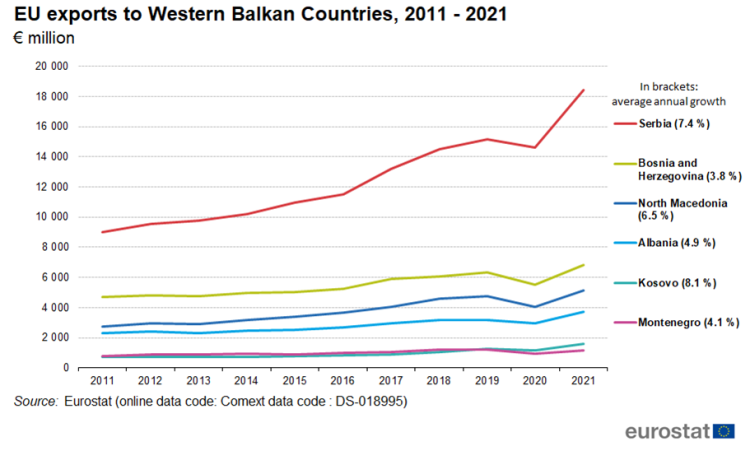 EU exports to Western Balkan Countries, 2011 - 2021
€ million
20 000
18 000
16 000
14 000
12 000
10 000
8 000
6 000
4 000
2 000
0
2011 2012 2013 2014 2015 2016 2017 2018 2019 2020 2021
In brackets:
average annual growth
Serbia (7.4 %)
Bosnia and
Herzegovina (3.8 %)
North Macedonia
(6.5 %)
Albania (4.9 %)
Kosovo (8.1 %)
Montenegro (4.1 %)
Source: Eurostat (online data code: Comext data code : DS-018995)
eurostat